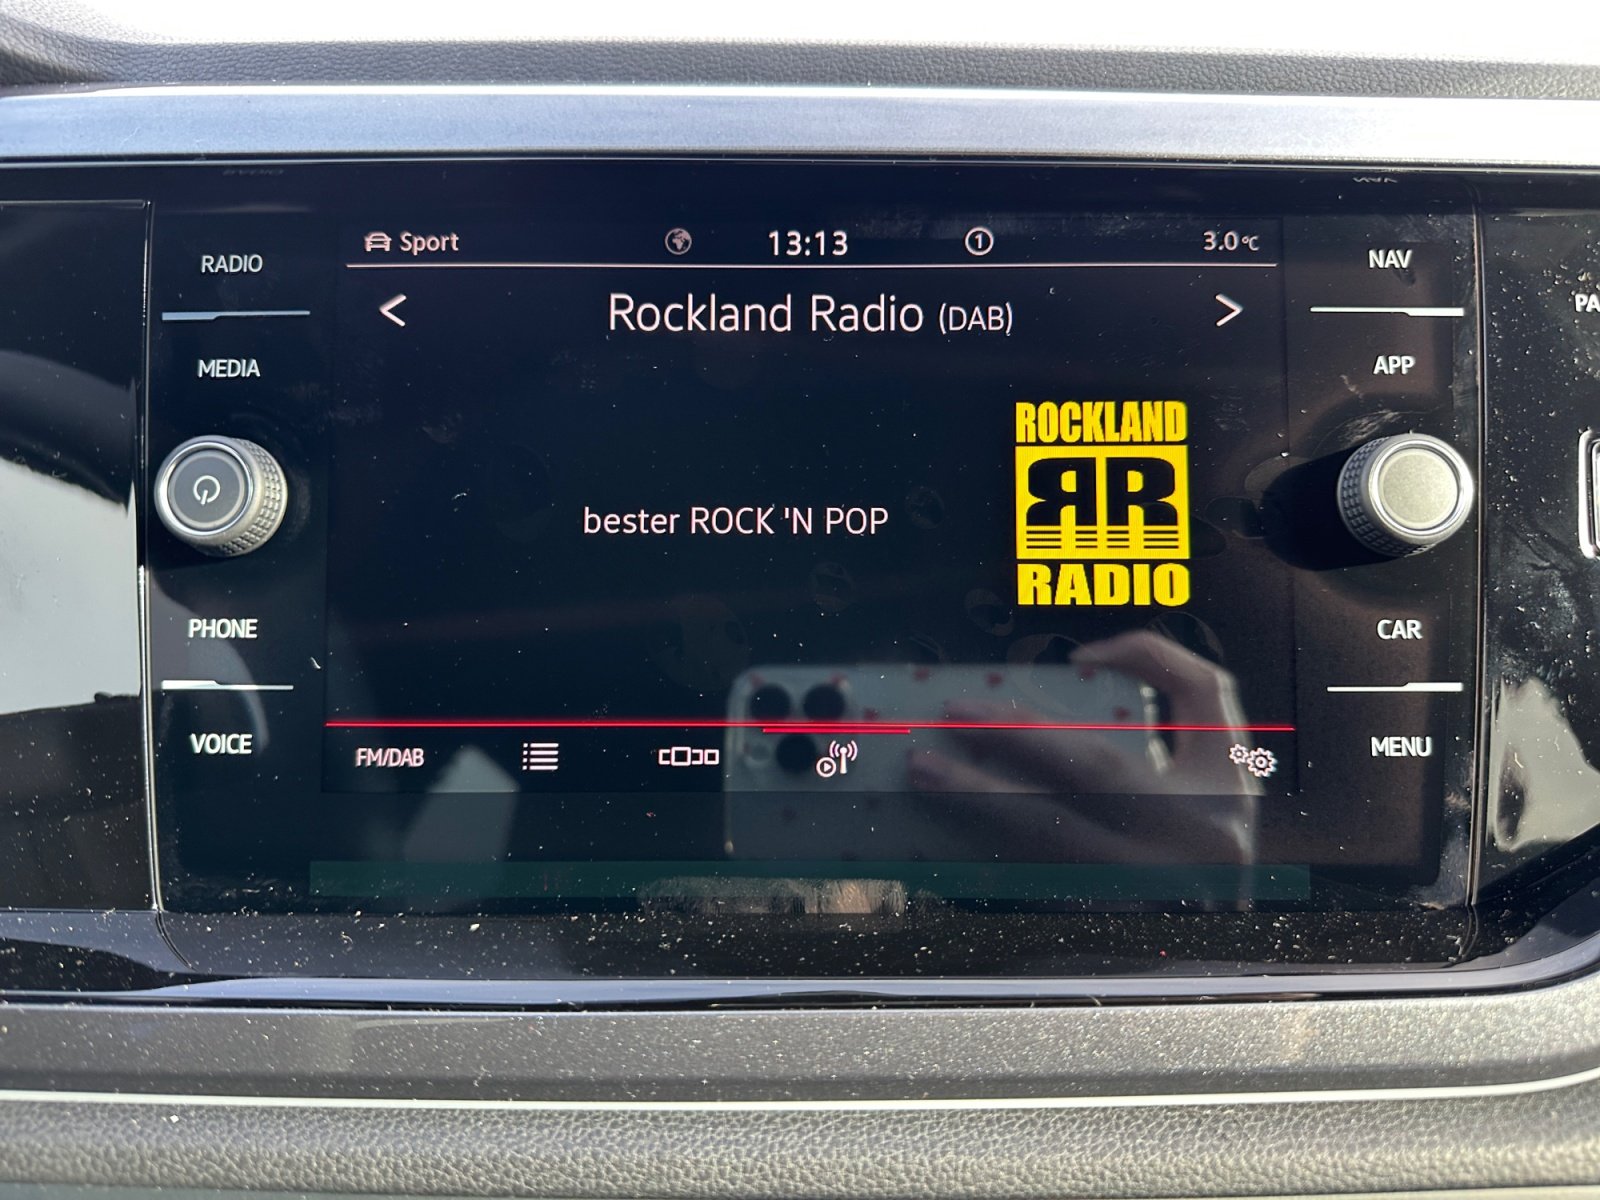 RADIO
MEDIA
PHONE
VOICE
Sport
13:13
1
3.0°C
Rockland Radio (DAB)
bester ROCK 'N POP
ROCKLAND
RR
RADIO
FM/DAB
NAV
APP
CAR
MENU